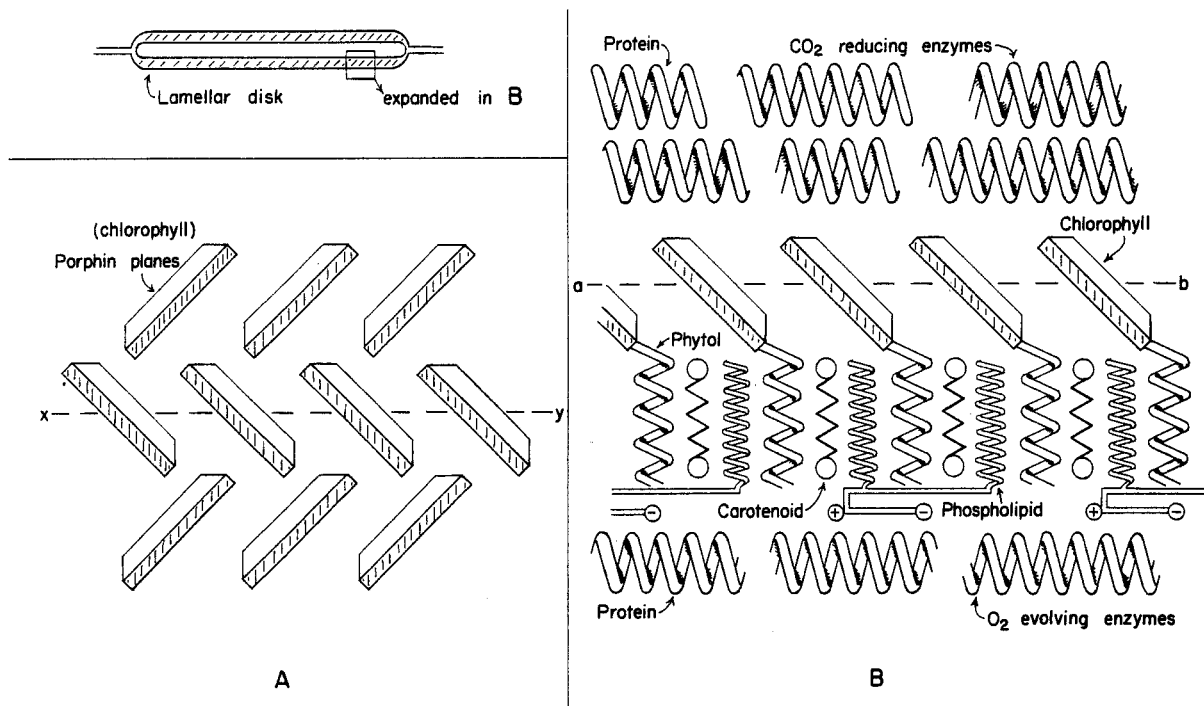 Lamellar disk
expanded in B
(chlorophyll)
Porphin planes
x
y
A
Protein
CO2 reducing enzymes
Chlorophyll
a
b
Phytol
Carotenoid
+
-
Phospholipid
+
-
-
Protein
O2 evolving enzymes
B